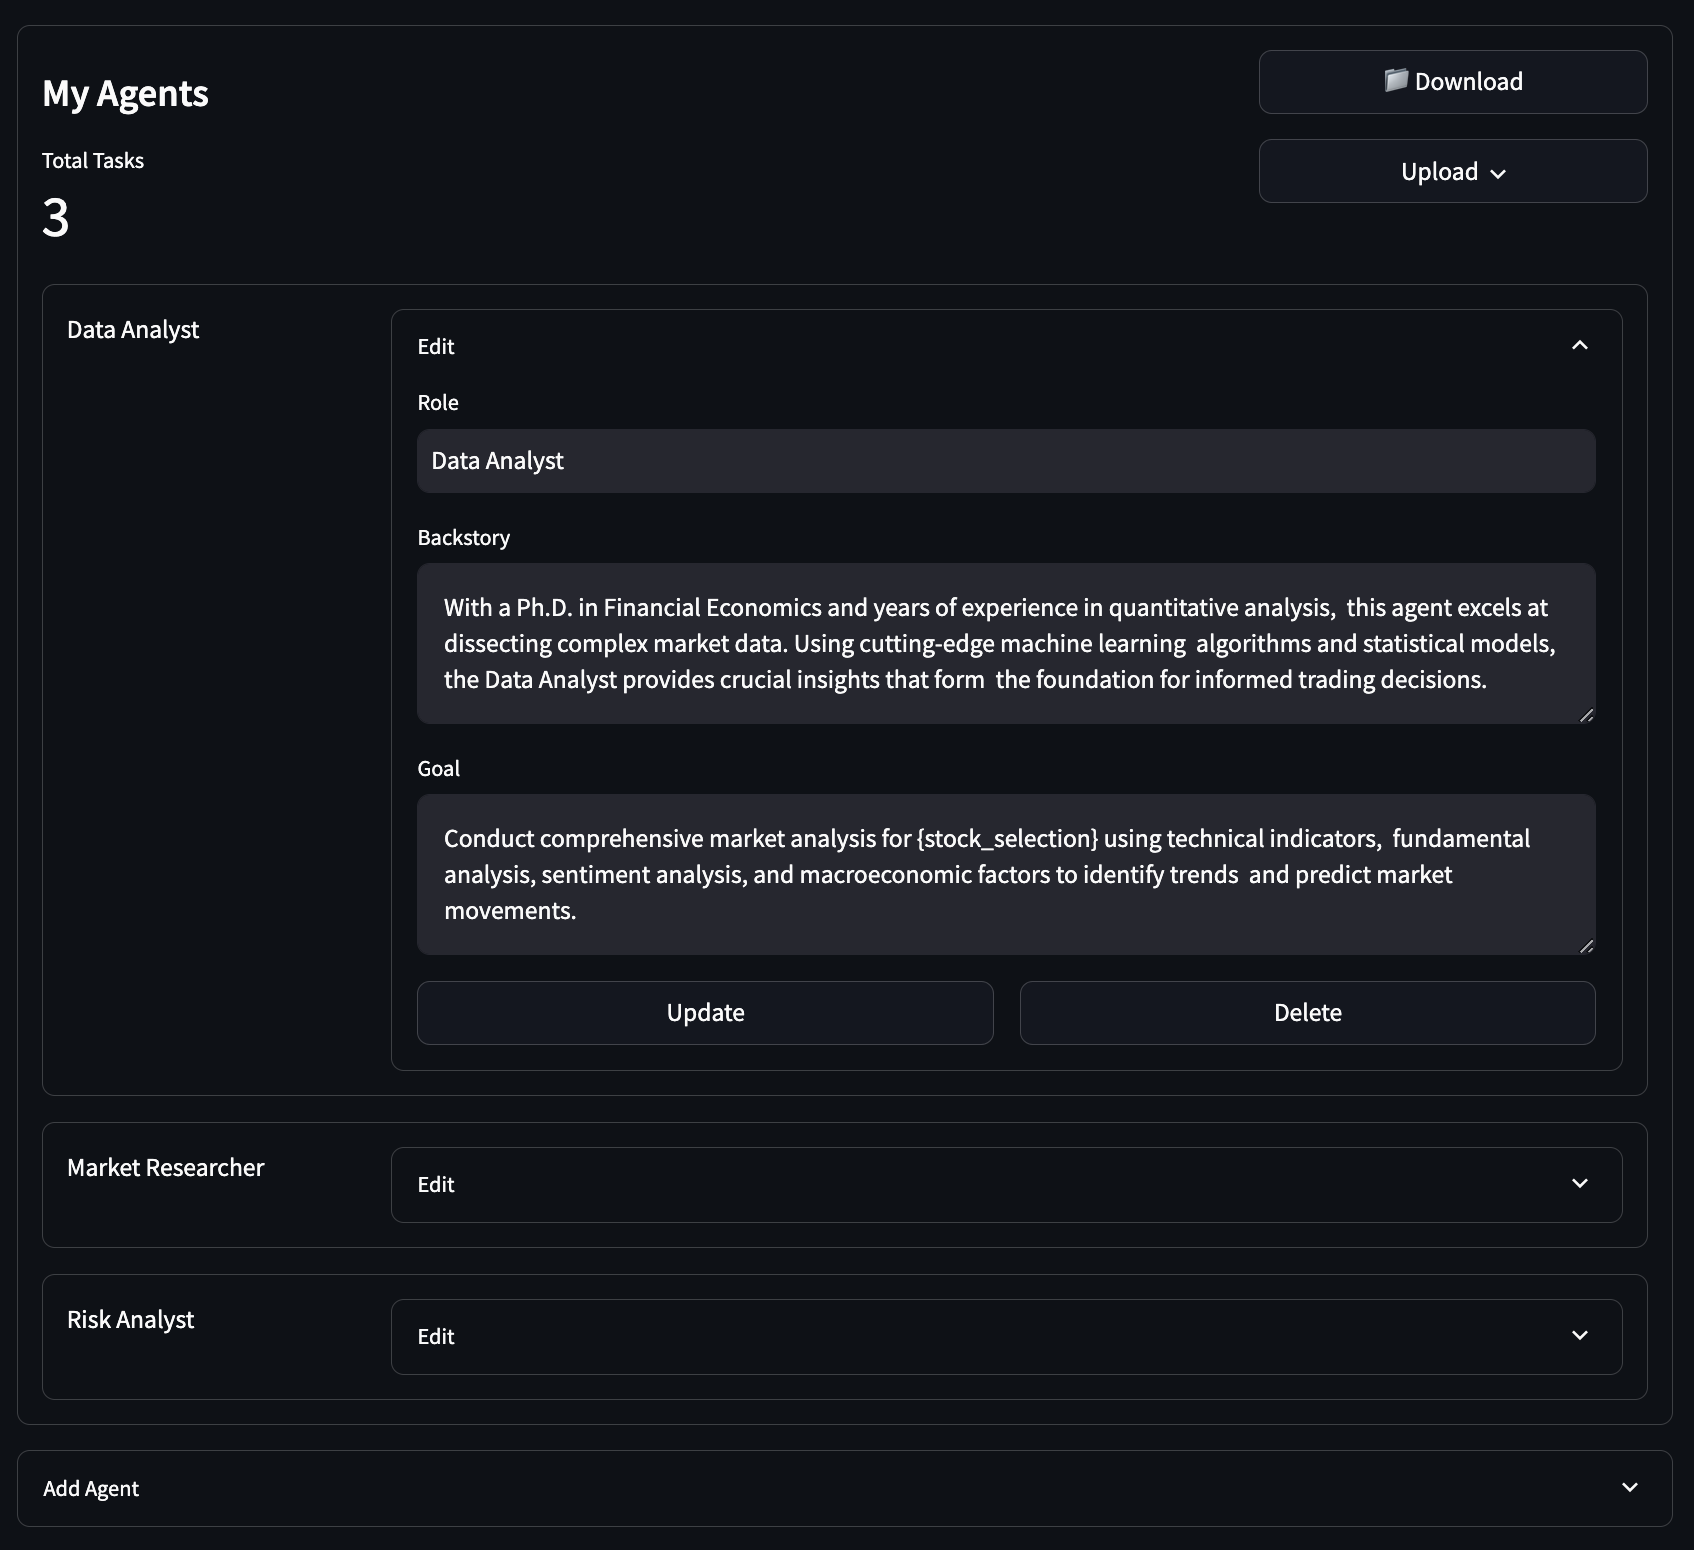 My Agents
Download
Total Tasks
3
Upload
Data Analyst
Edit
Role
Data Analyst
Backstory
With a Ph.D. in Financial Economics and years of experience in quantitative analysis,  this agent excels at
dissecting complex market data. Using cutting-edge machine learning  algorithms and statistical models,
the Data Analyst provides crucial insights that form  the foundation for informed trading decisions.
Goal
Conduct comprehensive market analysis for {stock_selection} using technical indicators,  fundamental
analysis, sentiment analysis, and macroeconomic factors to identify trends  and predict market
movements.
Update
Delete
Market Researcher
Edit
Risk Analyst
Edit
Add Agent